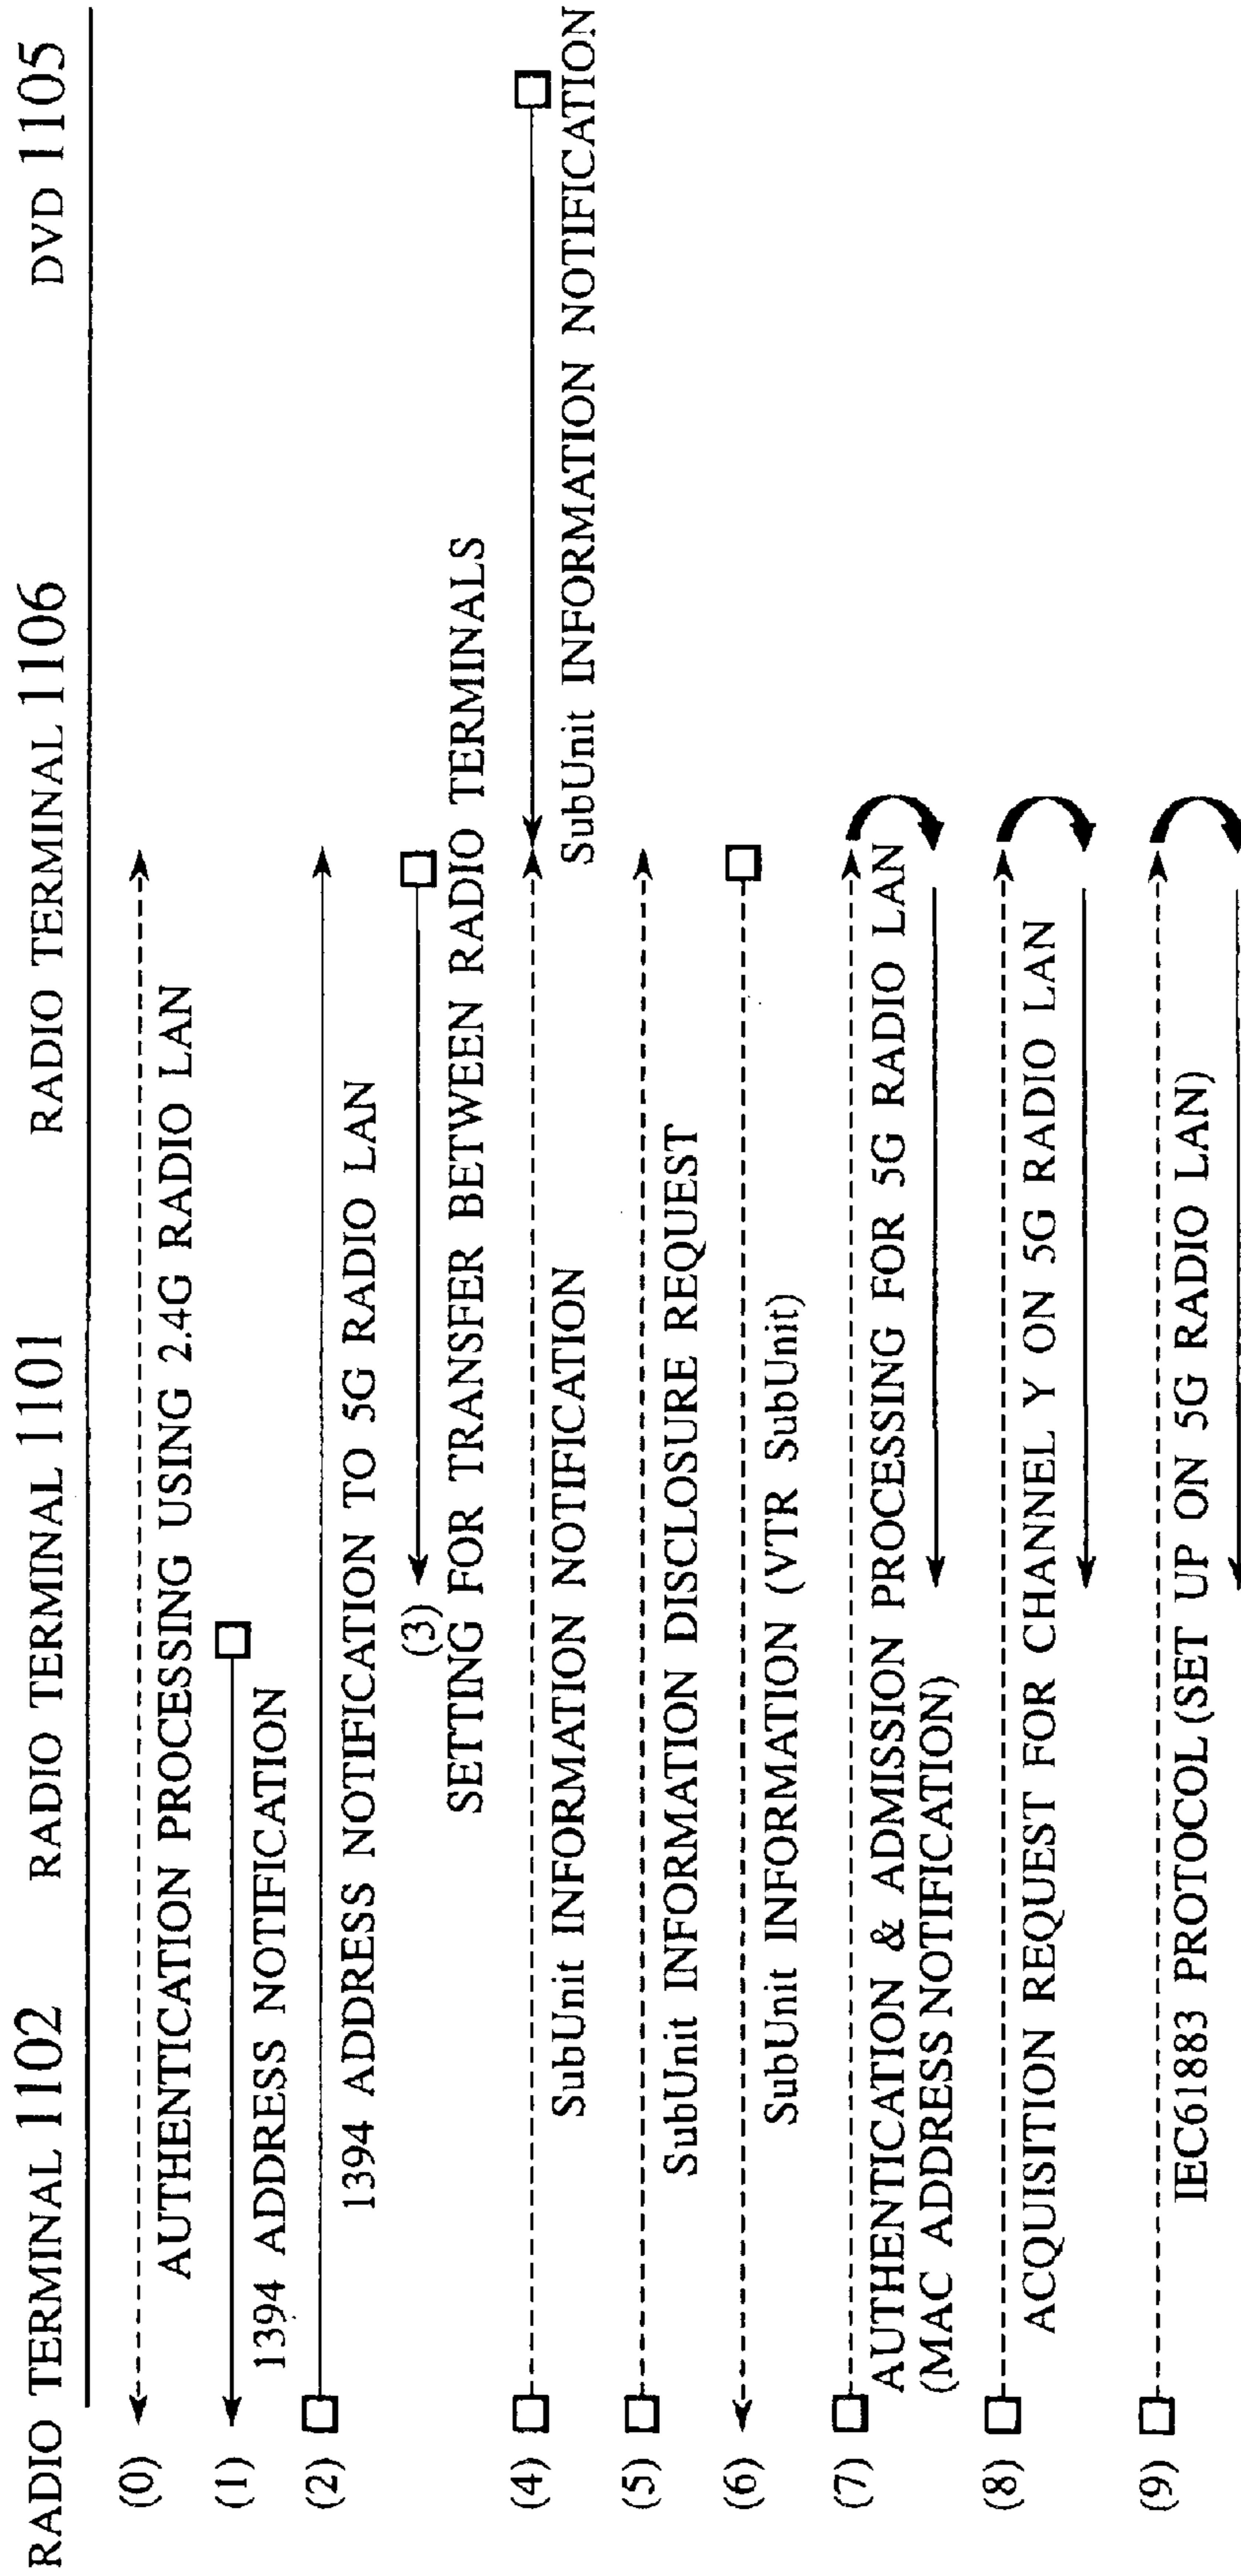 RADIO TERMINAL 1102 RADIO TERMINAL 1101 RADIO TERMINAL 1106 DVD 1105
(0)
AUTHENTICATION PROCESSING USING 2.4G RADIO LAN
(1)
1394 ADDRESS NOTIFICATION
(2)
1394 ADDRESS NOTIFICATION TO 5G RADIO LAN
(3)
SETTING FOR TRANSFER BETWEEN RADIO TERMINALS
(4)
SubUnit INFORMATION NOTIFICATION SubUnit INFORMATION NOTIFICATION
(5)
SubUnit INFORMATION DISCLOSURE REQUEST
(6)
SubUnit INFORMATION (VTR SubUnit)
(7)
AUTHENTICATION & ADMISSION PROCESSING FOR 5G RADIO LAN
(MAC ADDRESS NOTIFICATION)
(8)
ACQUISITION REQUEST FOR CHANNEL Y ON 5G RADIO LAN
(9)
IEC61883 PROTOCOL (SET UP ON 5G RADIO LAN)